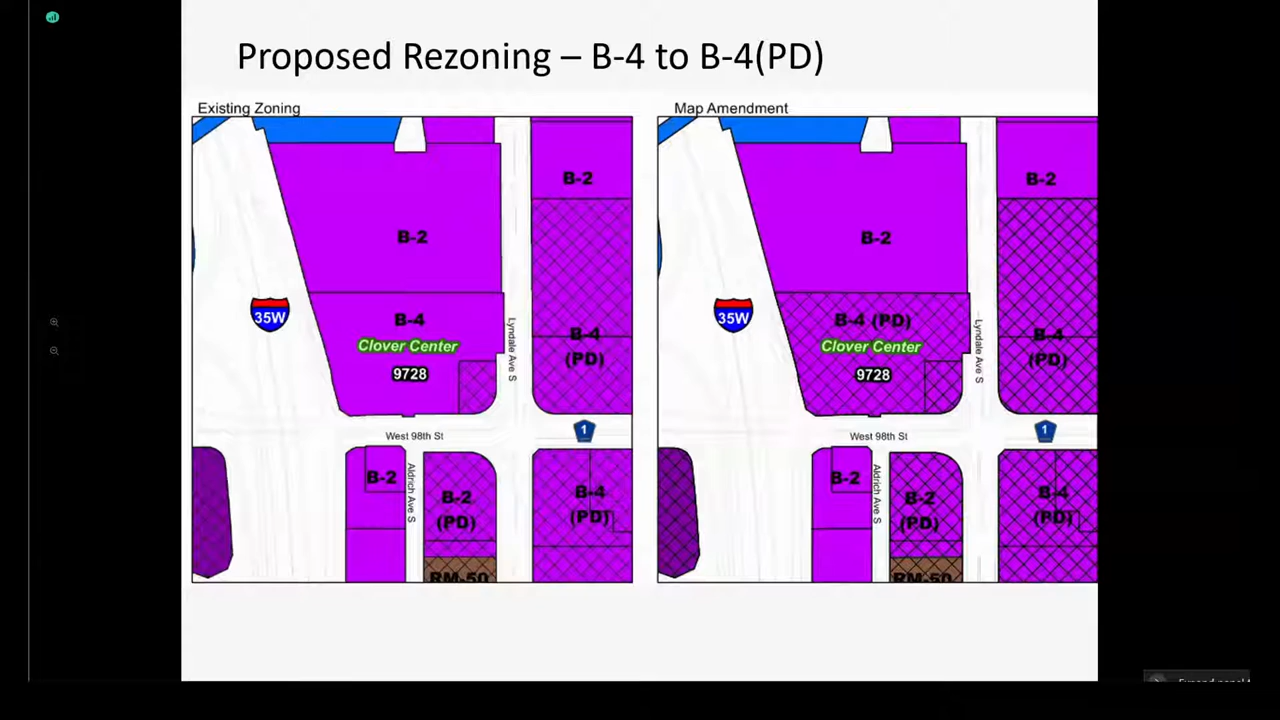 Proposed Rezoning – B-4 to B-4(PD)
Existing Zoning
B-2
B-2
35W
B-4
Clover Center
9728
Lyndale Ave S
B-4
(PD)
West 98th St
1
B-2
Aldrich Ave S
B-2
(PD)
B-4
(PD)
RM-50
Map Amendment
B-2
B-2
35W
B-4 (PD)
Clover Center
9728
Lyndale Ave S
B-4
(PD)
West 98th St
1
B-2
Aldrich Ave S
B-2
(PD)
B-4
(PD)
RM-50